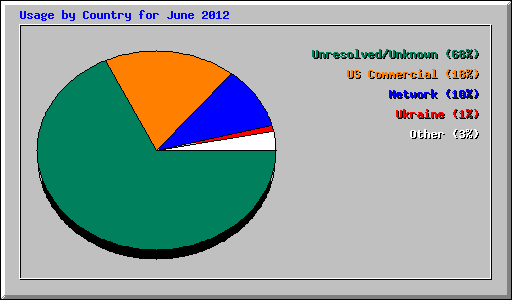 Usage by Country for June 2012
Unresolved/Unknown (68%)
US Commercial (18%)
Network (10%)
Ukraine (1%)
Other (3%)